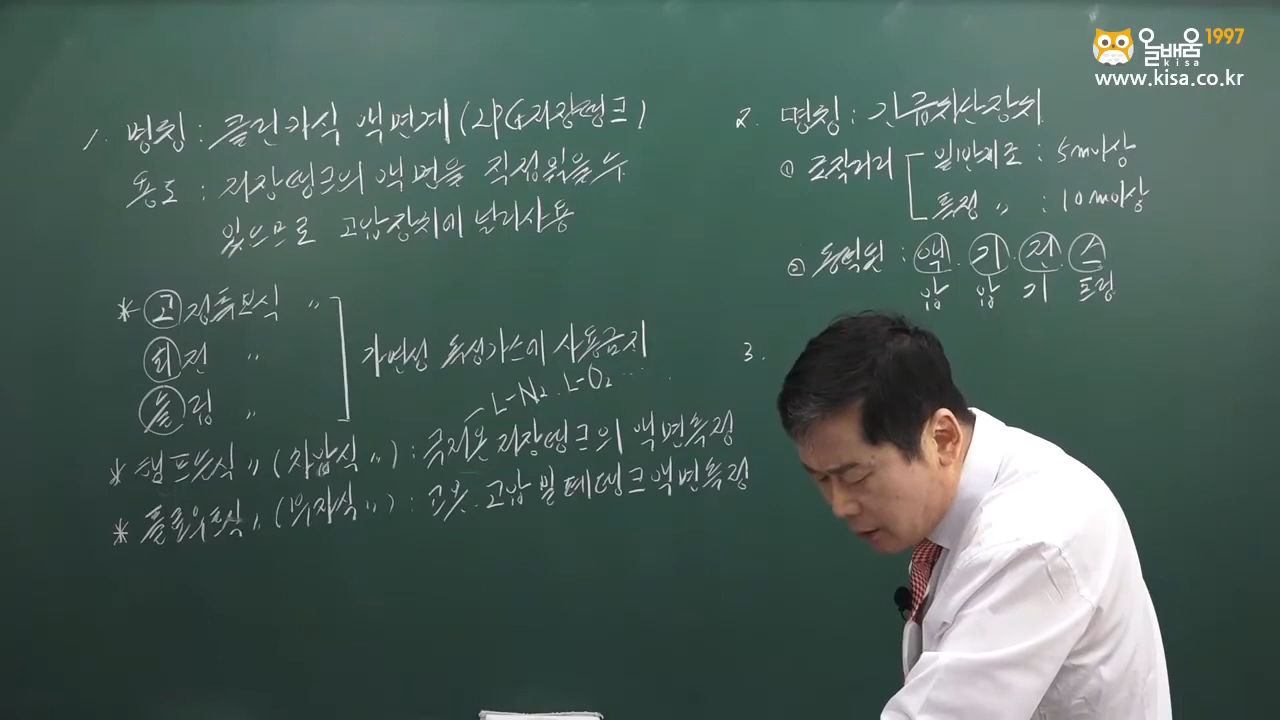 올배움 1997
kisa
www.kisa.co.kr
1. 명칭 : 클린카식 액면계 (LPG저장탱크)
용도 : 저장탱크의 액면을 직접읽을수
있으므로 고압장치에 널리사용
* 고정튜브식 〃
회전 〃
슬립 〃
가연성 독성가스에 사용금지
L-N₂. L-O₂ …
* 햄프슨식 〃 (차압식 〃) : 극저온 저장탱크의 액면측정
* 플로우트식 〃 (부자식 〃) : 고온. 고압 밀폐탱크 액면측정
2. 명칭 : 긴급차단장치
① 조작거리
일반제조 : 5m이상
특정 〃 : 10m이상
② 동력원 : 액. 기. 전. 스
압 압 기 프링
3.